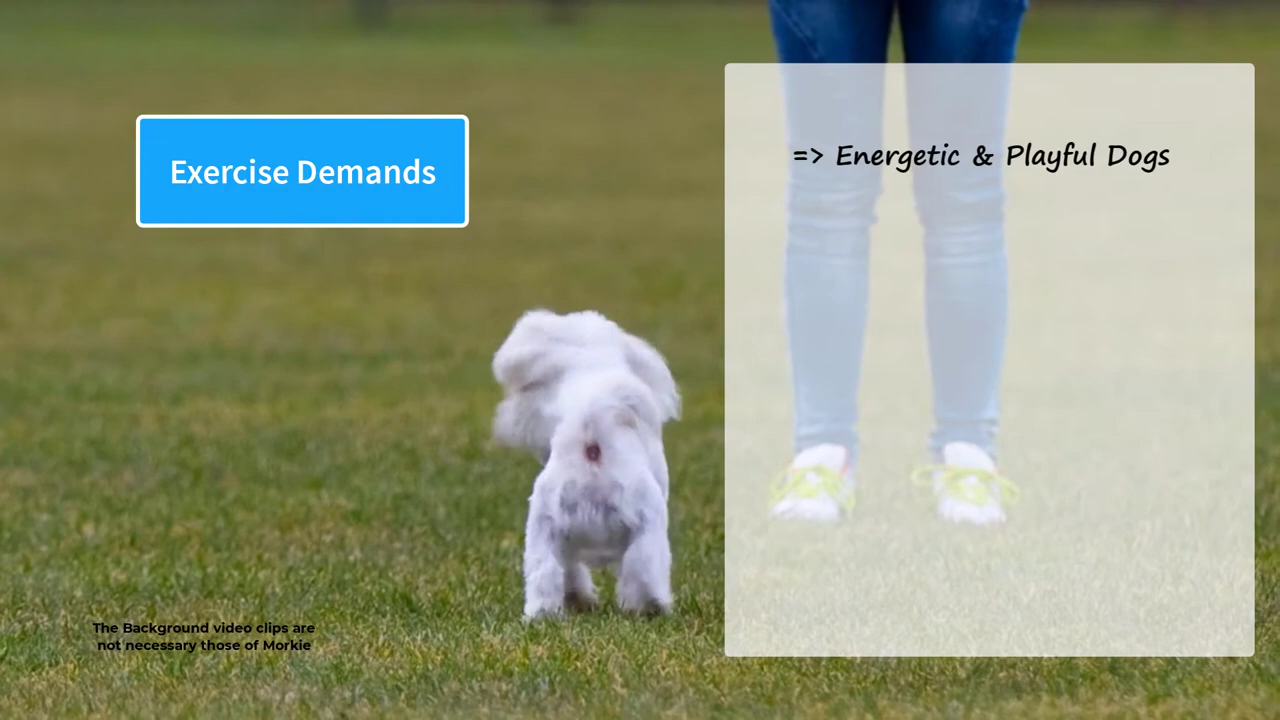 Exercise Demands
=> Energetic & Playful Dogs
The Background video clips are
not necessary those of Morkie